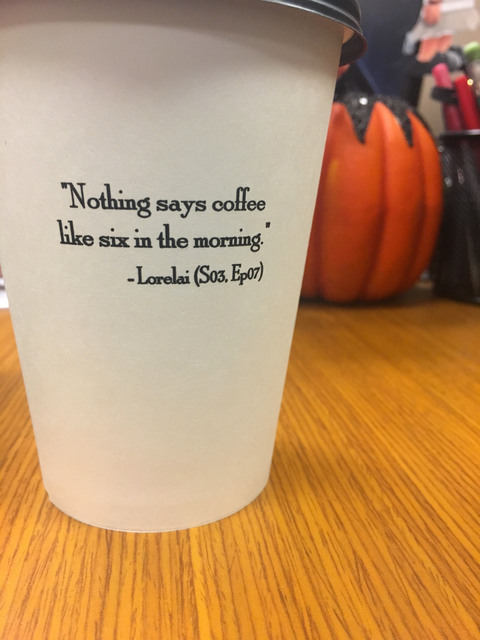 "Nothing says coffee
like six in the morning."
-Lorelai (S03, Ep07)